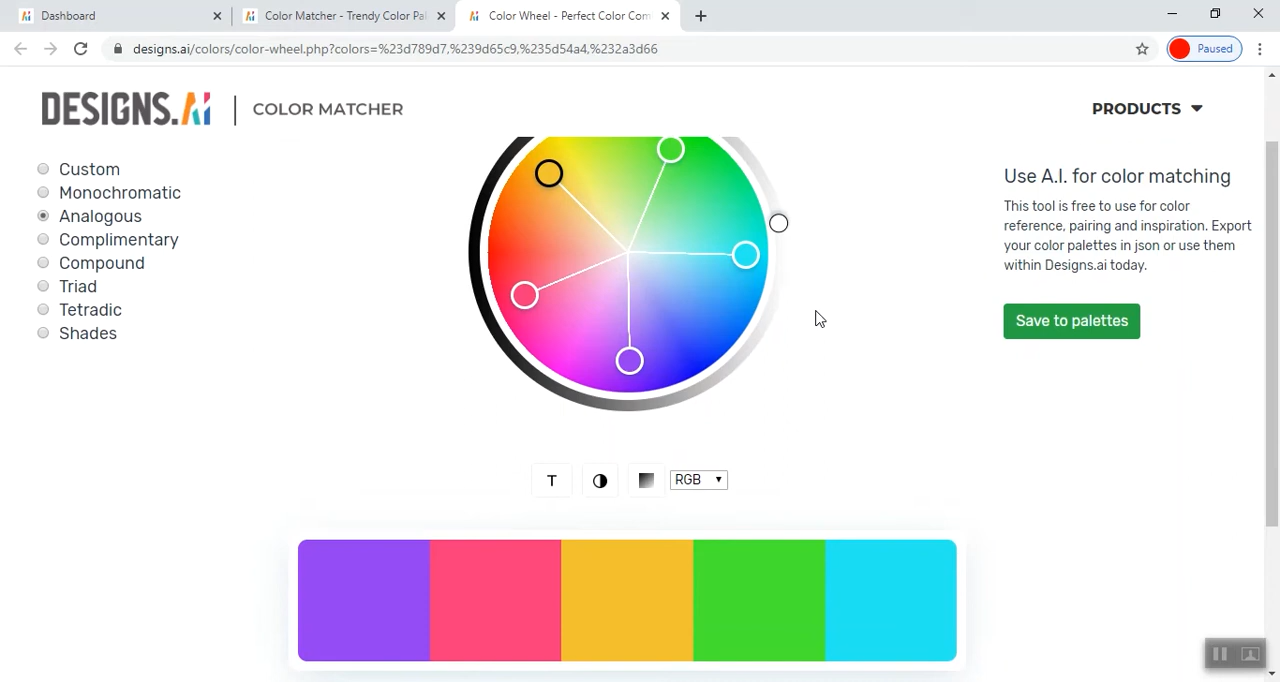 Dashboard
Color Matcher - Trendy Color Pal
Color Wheel - Perfect Color Com
designs.ai/colors/color-wheel.php?colors=%23d789d7,%239d65c9,%235d54a4,%232a3d66
Paused
DESIGNS.AI
COLOR MATCHER
PRODUCTS
Custom
Monochromatic
Analogous
Complimentary
Compound
Triad
Tetradic
Shades
Use A.I. for color matching
This tool is free to use for color
reference, pairing and inspiration. Export
your color palettes in json or use them
within Designs.ai today.
Save to palettes
T
RGB